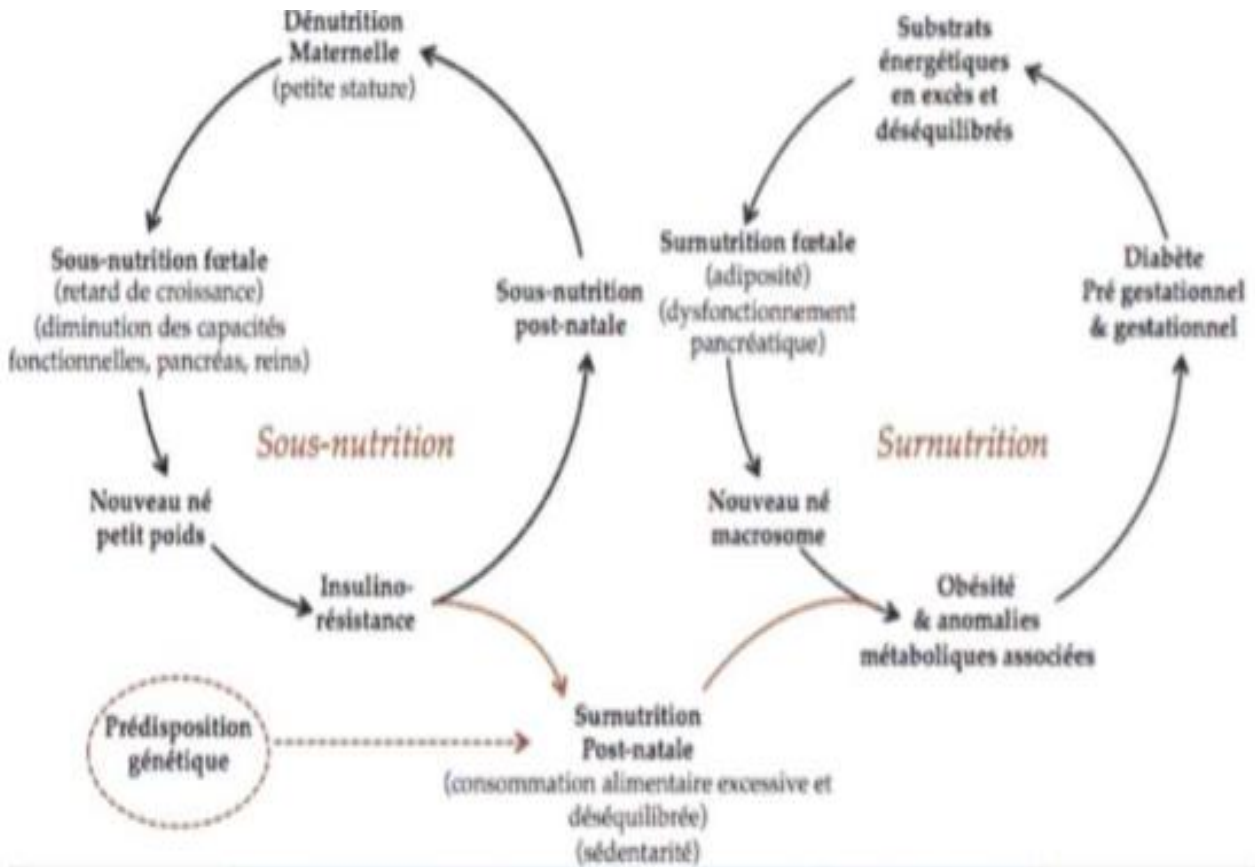 Dénutrition
Maternelle
(petite stature)
Sous-nutrition fœtale
(retard de croissance)
(diminution des capacités
fonctionnelles, pancréas, reins)
Sous-nutrition
post-natale
Sous-nutrition
Nouveau né
petit poids
Insulino-
résistance
Substrats
énergétiques
en excès et
déséquilibrés
Surnutrition fœtale
(adiposité)
(dysfonctionnement
pancréatique)
Diabète
Pré gestationnel
& gestationnel
Surnutrition
Nouveau né
macrosome
Obésité
& anomalies
métaboliques associées
Prédisposition
génétique
Surnutrition
Post-natale
(consommation alimentaire excessive et
déséquilibrée)
(sédentarité)